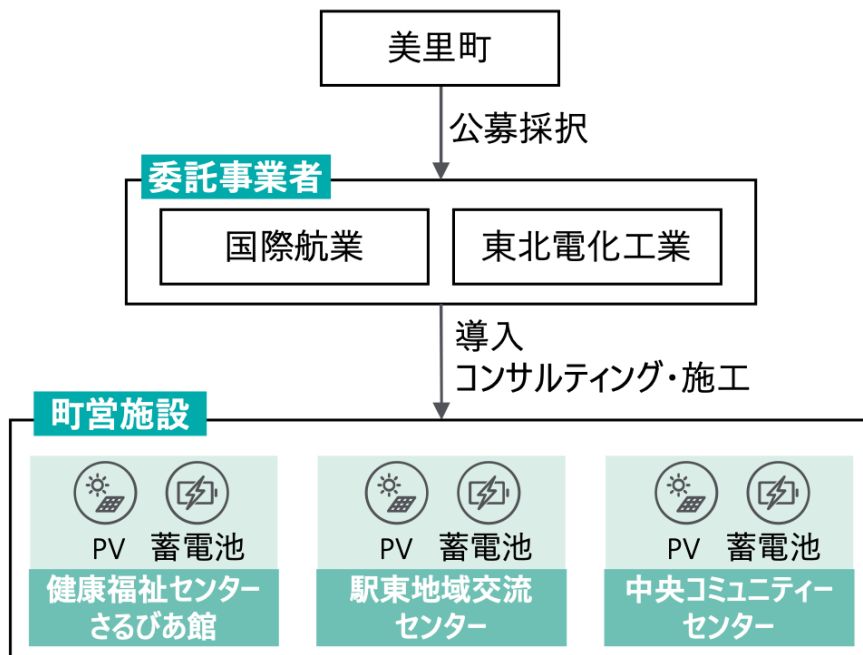 美里町
公募採択
委託事業者
国際航業
東北電化工業
導入
コンサルティング・施工
町営施設
PV 蓄電池
健康福祉センター
さるびあ館
PV 蓄電池
駅東地域交流
センター
PV 蓄電池
中央コミュニティー
センター